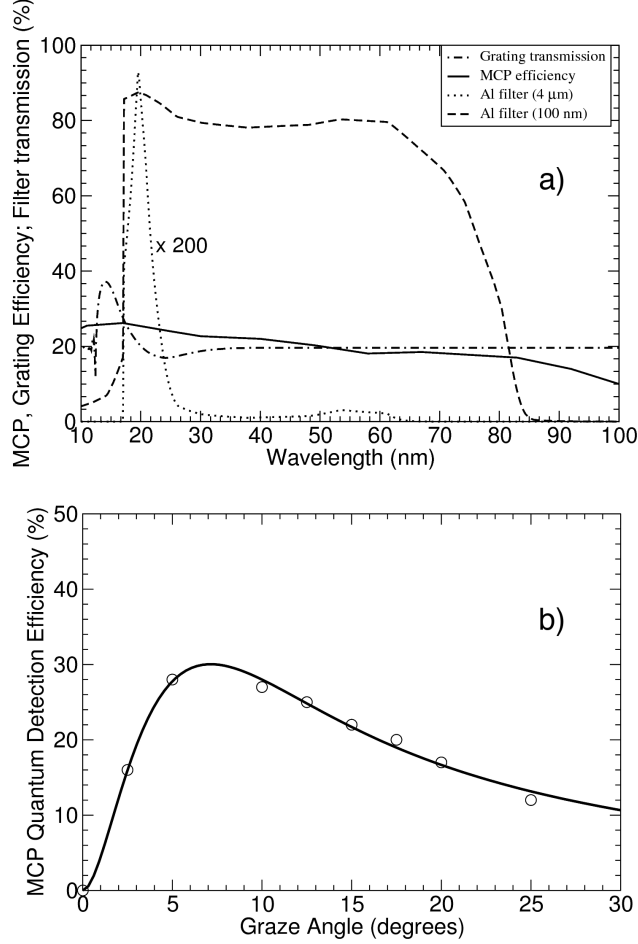 MCP, Grating Efficiency; Filter transmission (%)
100
80
60
40
20
0
Grating transmission
MCP efficiency
Al filter (4 μm)
Al filter (100 nm)
a)
x 200
10 20 30 40 50 60 70 80 90 100
Wavelength (nm)
MCP Quantum Detection Efficiency (%)
50
40
30
20
10
0
b)
0 5 10 15 20 25 30
Graze Angle (degrees)